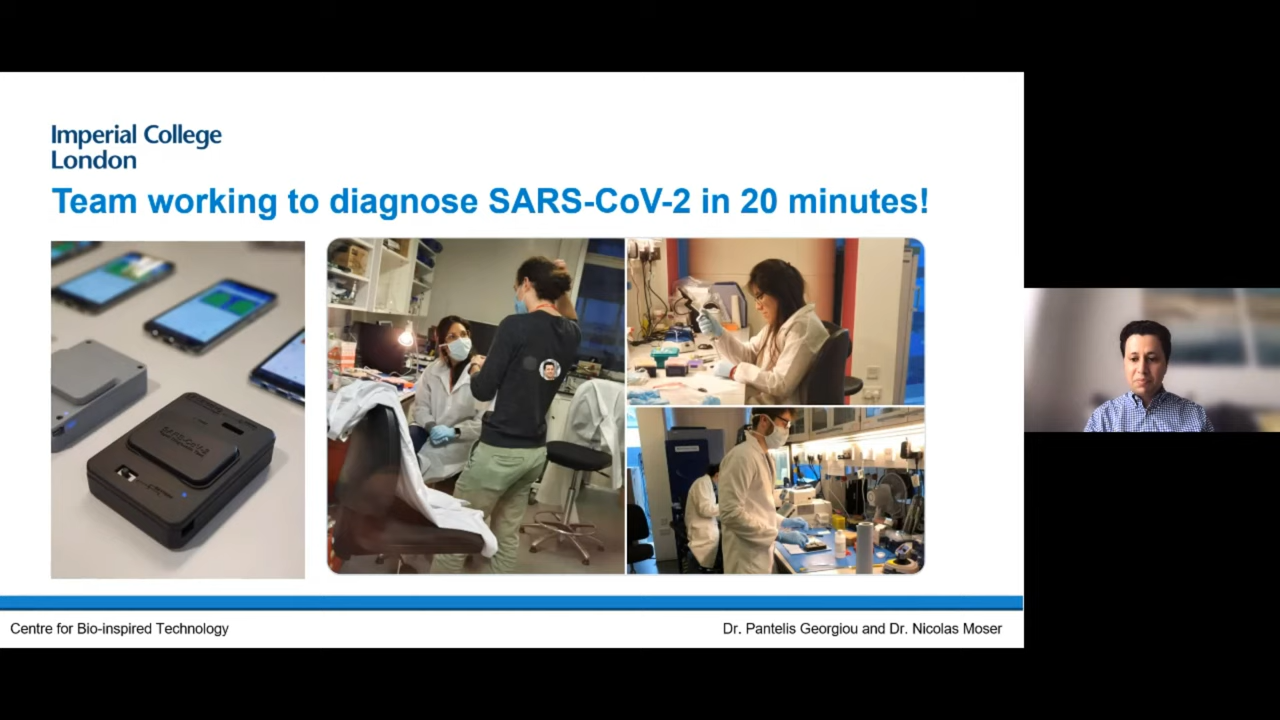 Imperial College
London
Team working to diagnose SARS-CoV-2 in 20 minutes!
Centre for Bio-inspired Technology
Dr. Pantelis Georgiou and Dr. Nicolas Moser